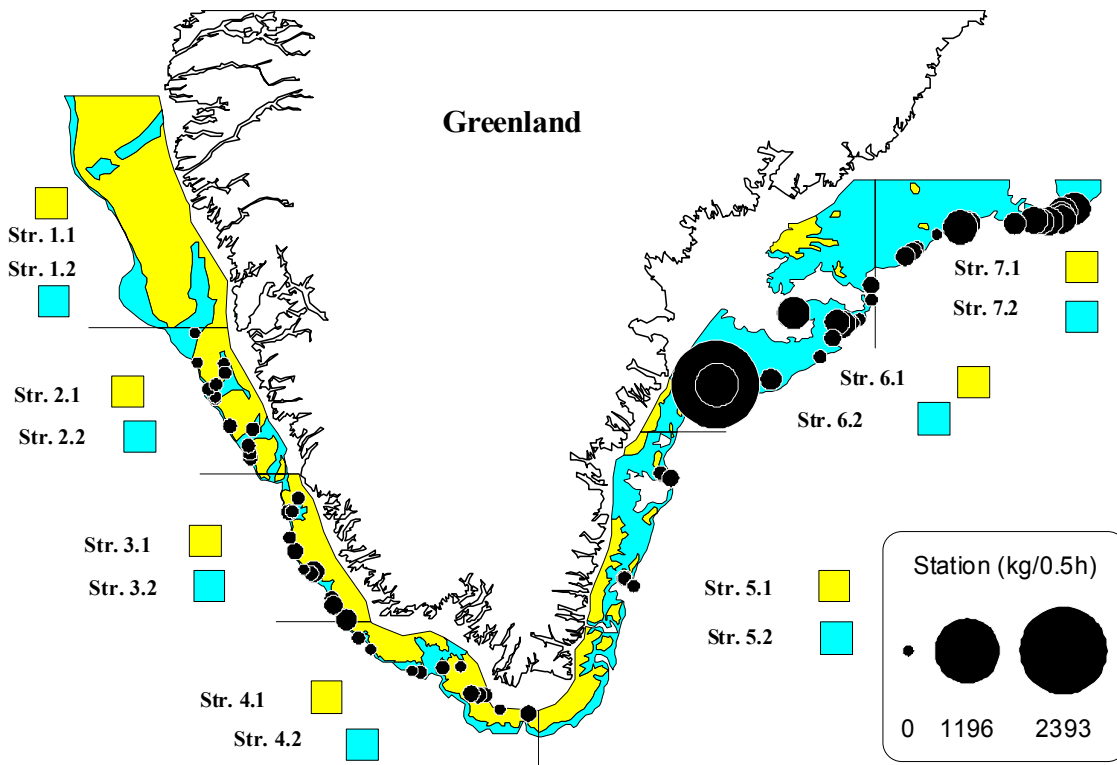 Greenland
Str. 1.1
Str. 1.2
Str. 7.1
Str. 7.2
Str. 2.1
Str. 2.2
Str. 6.1
Str. 6.2
Str. 3.1
Str. 3.2
Str. 5.1
Str. 5.2
Str. 4.1
Str. 4.2
Station (kg/0.5h)
0 1196 2393